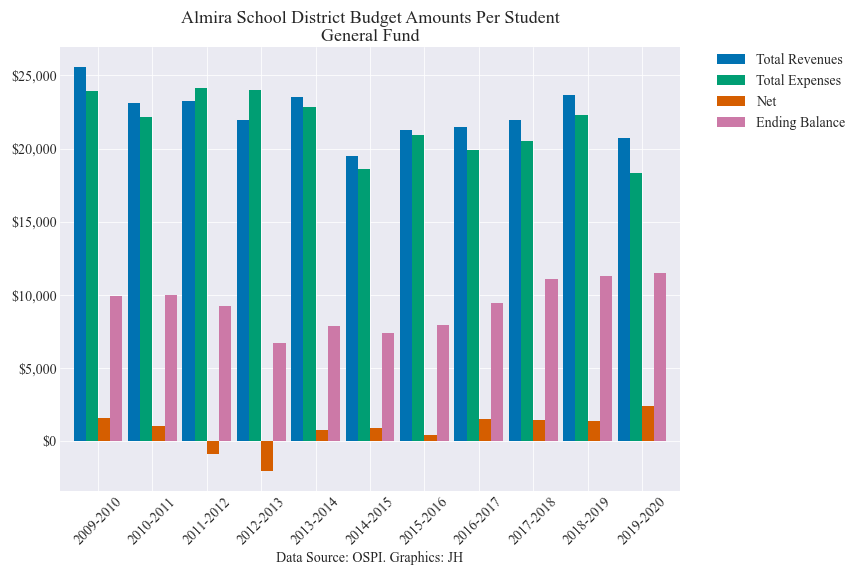 Almira School District Budget Amounts Per Student
General Fund
Total Revenues
Total Expenses
Net
Ending Balance
$25,000
$20,000
$15,000
$10,000
$5,000
$0
2009-2010
2010-2011
2011-2012
2012-2013
2013-2014
2014-2015
2015-2016
2016-2017
2017-2018
2018-2019
2019-2020
Data Source: OSPI. Graphics: JH